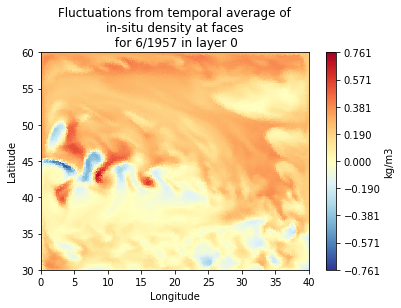 Fluctuations from temporal average of
in-situ density at faces
for 6/1957 in layer 0
60
55
50
45
40
35
30
Latitude
0 5 10 15 20 25 30 35 40
Longitude
0.761
0.571
0.381
0.190
0.000
−0.190
−0.381
−0.571
−0.761
kg/m3